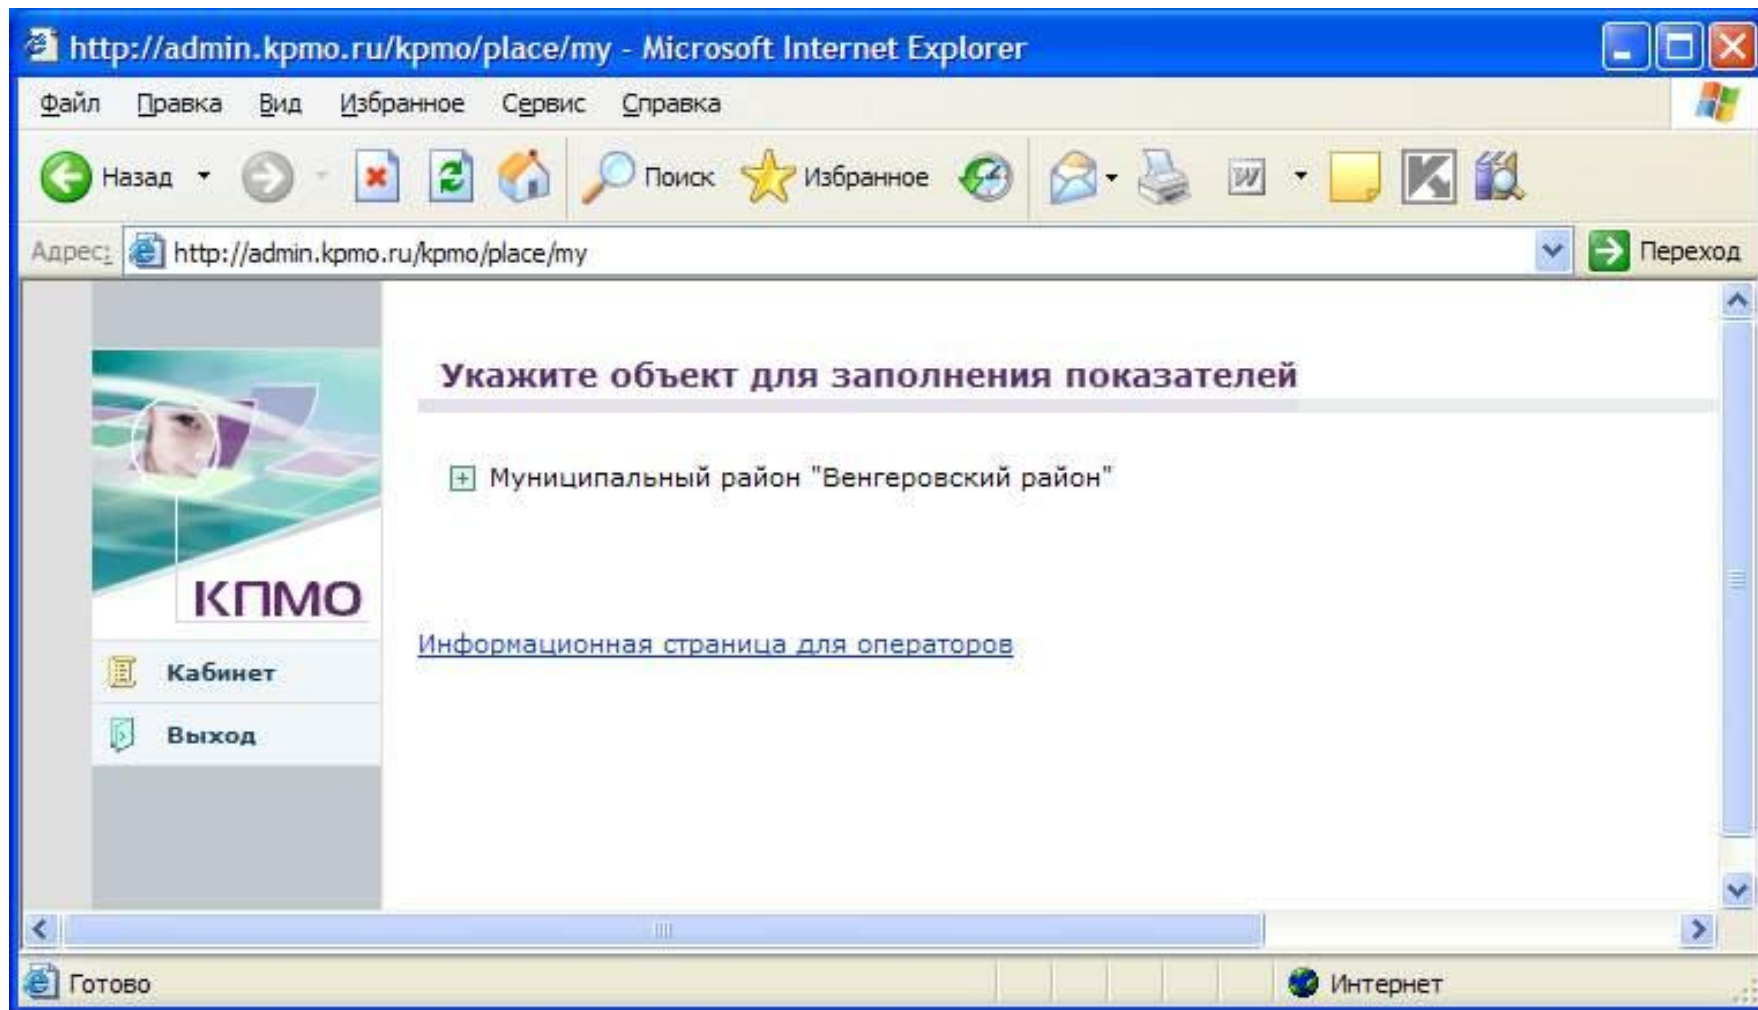 http://admin.kpmo.ru/kpmo/place/my - Microsoft Internet Explorer
Файл Правка Вид Избранное Сервис Справка
Назад Поиск Избранное
Адрес: http://admin.kpmo.ru/kpmo/place/my Переход
Укажите объект для заполнения показателей
Муниципальный район "Венгеровский район"
КПМО
Информационная страница для операторов
Кабинет
Выход
Готово Интернет